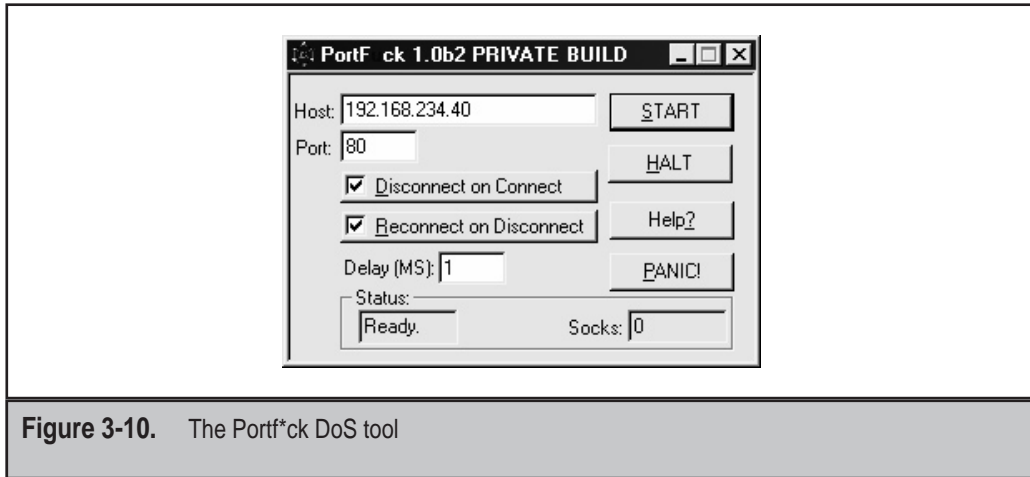 PortF ck 1.0b2 PRIVATE BUILD
Host: 192.168.234.40
START
Port: 80
HALT
Disconnect on Connect
Reconnect on Disconnect
Help?
Delay (MS): 1
PANIC!
Status:
Ready.
Socks: 0
Figure 3-10. The Portf*ck DoS tool